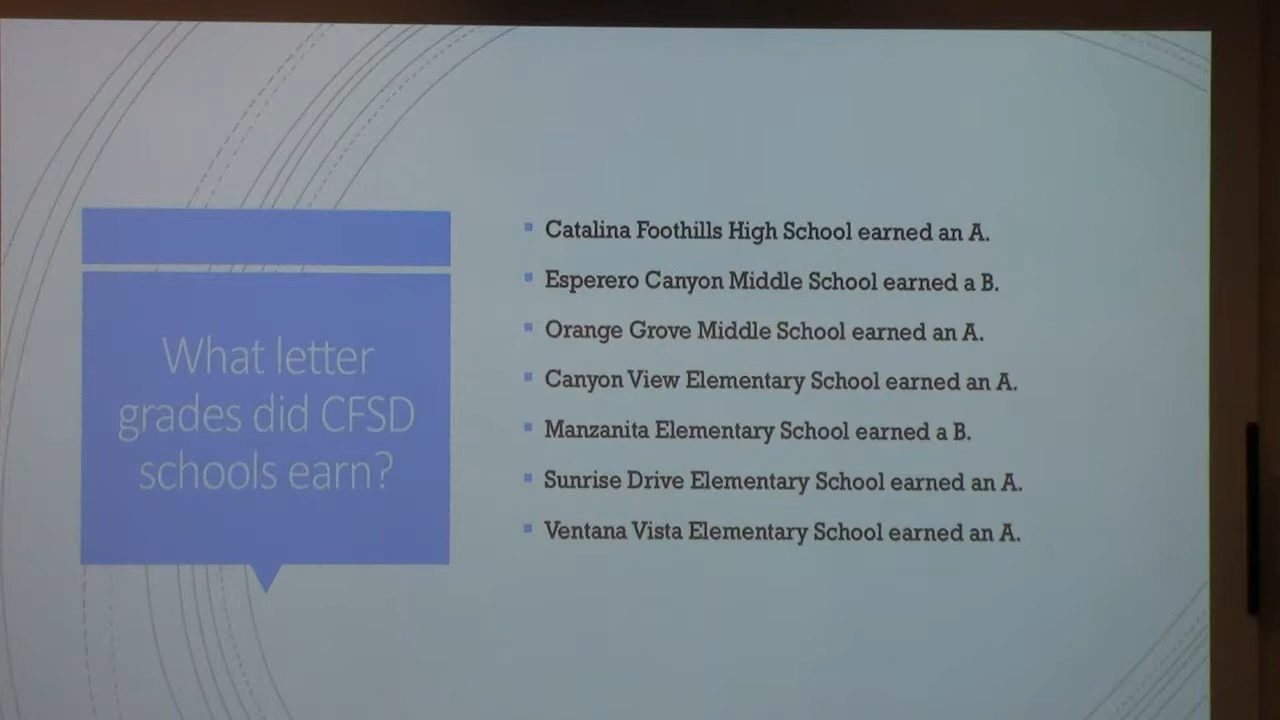 What letter
grades did CFSD
schools earn?
Catalina Foothills High School earned an A.
Esperero Canyon Middle School earned a B.
Orange Grove Middle School earned an A.
Canyon View Elementary School earned an A.
Manzanita Elementary School earned a B.
Sunrise Drive Elementary School earned an A.
Ventana Vista Elementary School earned an A.